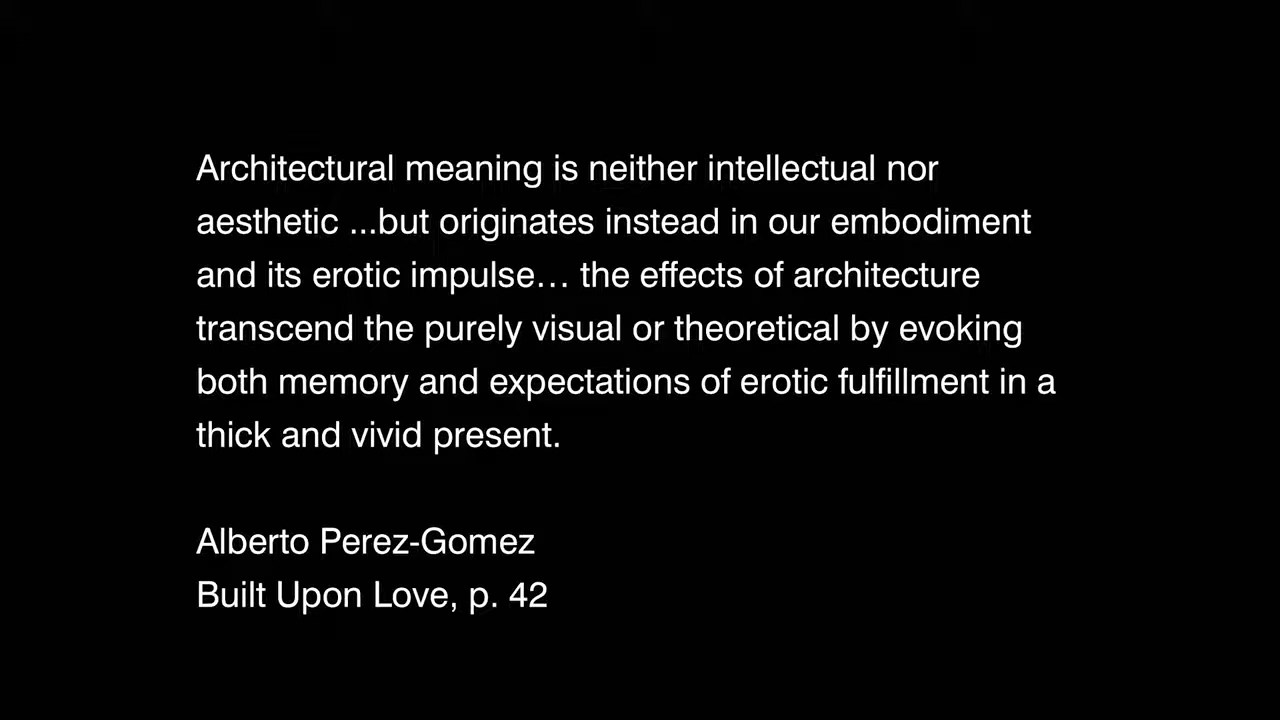 Architectural meaning is neither intellectual nor
aesthetic ...but originates instead in our embodiment
and its erotic impulse… the effects of architecture
transcend the purely visual or theoretical by evoking
both memory and expectations of erotic fulfillment in a
thick and vivid present.
Alberto Perez-Gomez
Built Upon Love, p. 42